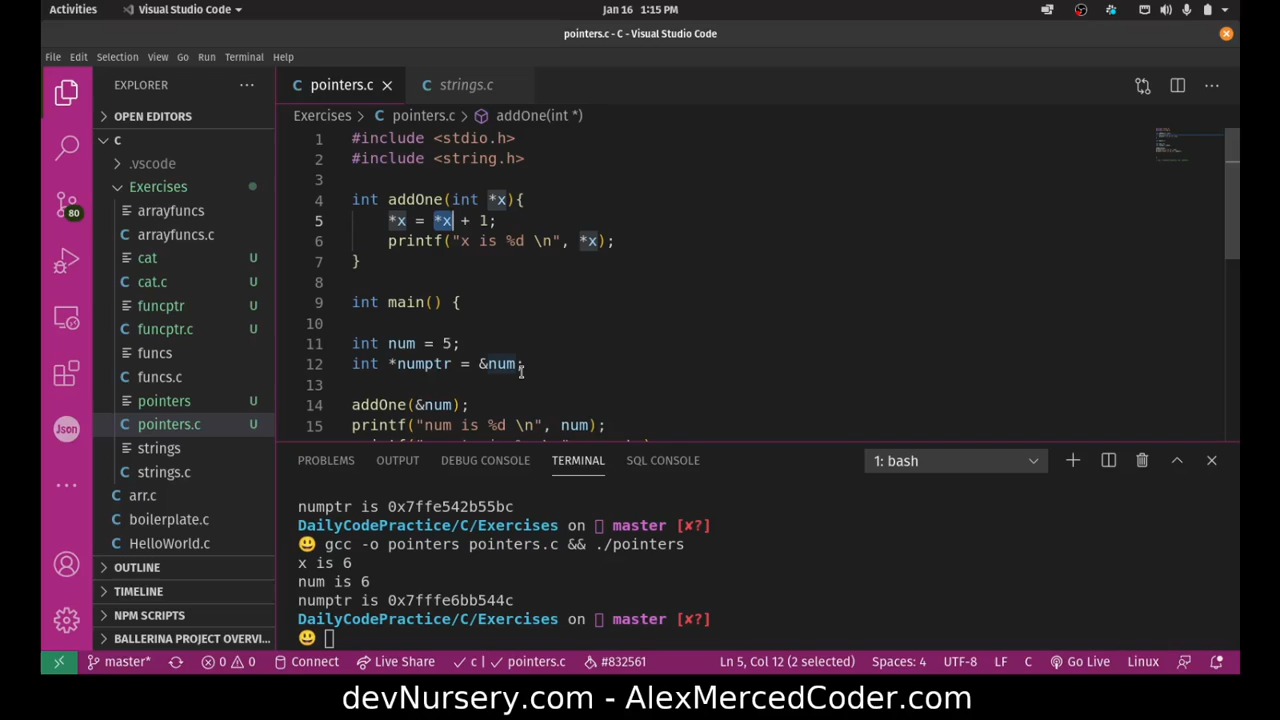 Activities
Visual Studio Code
Jan 16 1:15 PM
pointers.c - C - Visual Studio Code
File Edit Selection View Go Run Terminal Help
EXPLORER
OPEN EDITORS
C
.vscode
Exercises
arrayfuncs
arrayfuncs.c
cat U
cat.c U
funcptr U
funcptr.c U
funcs
funcs.c
pointers U
pointers.c U
strings
strings.c
arr.c
boilerplate.c
HelloWorld.c
OUTLINE
TIMELINE
NPM SCRIPTS
BALLERINA PROJECT OVERVI...
80
Json
C pointers.c
C strings.c
Exercises > C pointers.c > addOne(int *)
1 #include <stdio.h>
2 #include <string.h>
3
4 int addOne(int *x){
5 *x = *x + 1;
6 printf("x is %d \n", *x);
7 }
8
9 int main() {
10
11 int num = 5;
12 int *numptr = &num;
13
14 addOne(&num);
15 printf("num is %d \n", num);
PROBLEMS OUTPUT DEBUG CONSOLE TERMINAL SQL CONSOLE
1: bash
numptr is 0x7ffe542b55bc
DailyCodePractice/C/Exercises on master [✘?]
😃 gcc -o pointers pointers.c && ./pointers
x is 6
num is 6
numptr is 0x7fffe6bb544c
DailyCodePractice/C/Exercises on master [✘?]
😃
master* 0 0 Connect Live Share ✓ c | ✓ pointers.c #832561 Ln 5, Col 12 (2 selected) Spaces: 4 UTF-8 LF C Go Live Linux
devNursery.com - AlexMercedCoder.com